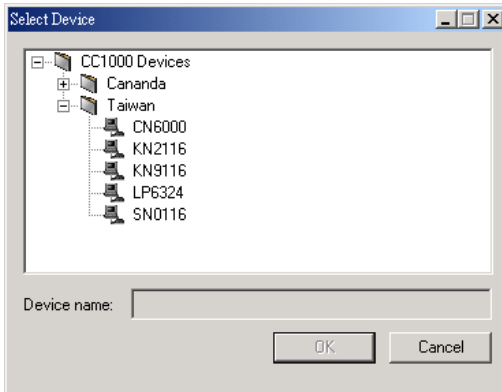 Select Device
CC1000 Devices
Cananda
Taiwan
CN6000
KN2116
KN9116
LP6324
SN0116
Device name:
OK
Cancel